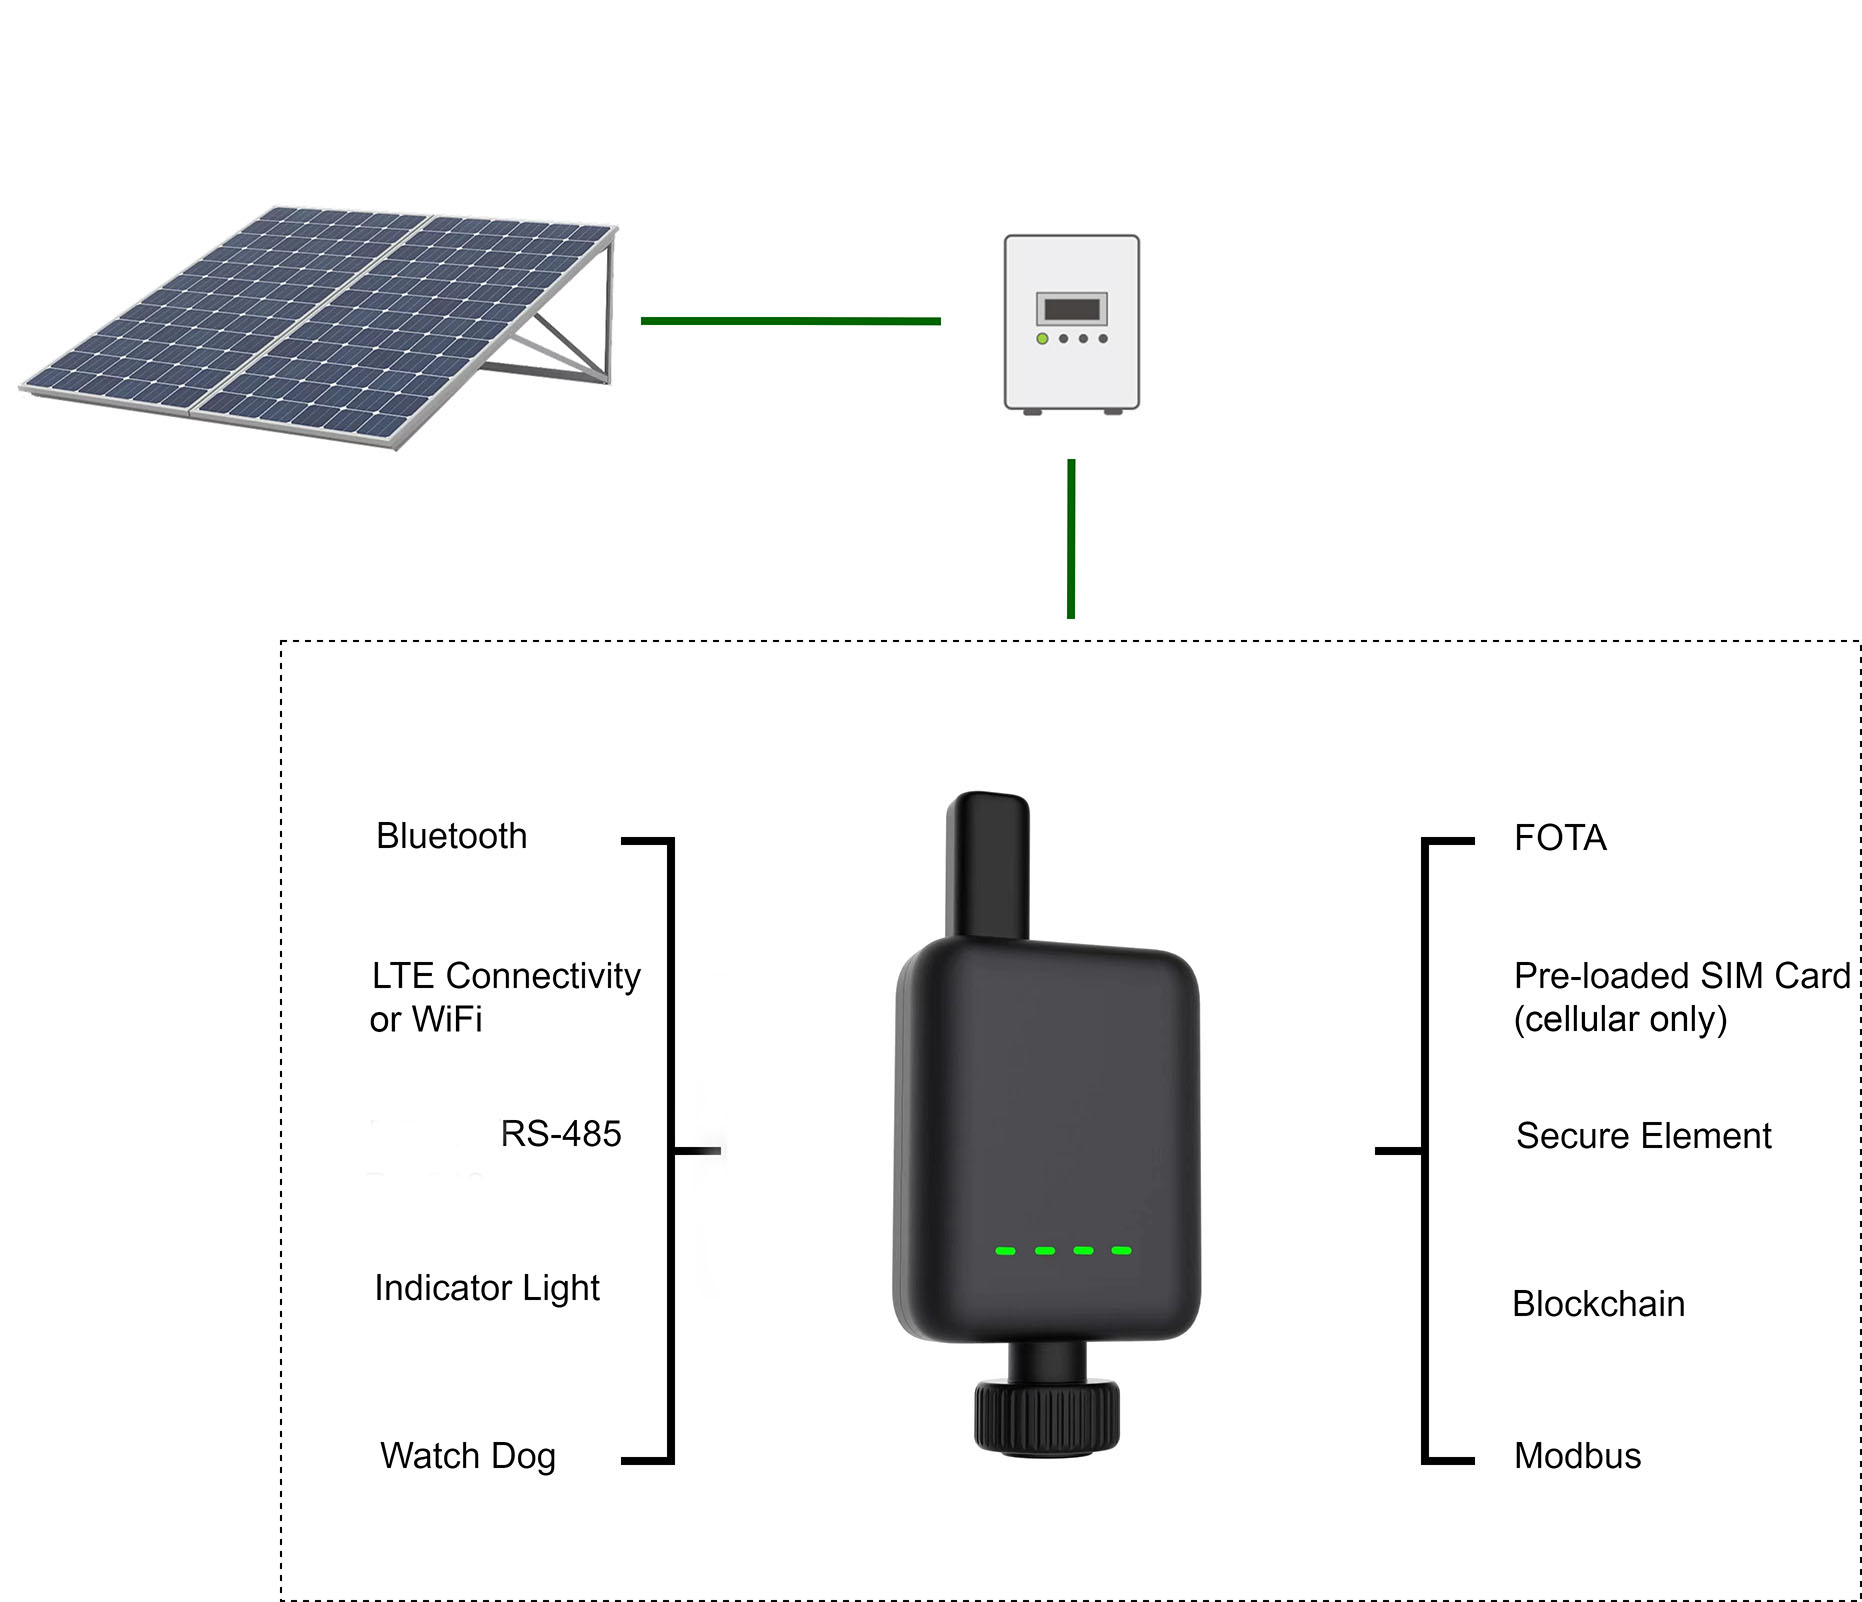 Bluetooth
LTE Connectivity
or WiFi
RS-485
Indicator Light
Watch Dog
FOTA
Pre-loaded SIM Card
(cellular only)
Secure Element
Blockchain
Modbus